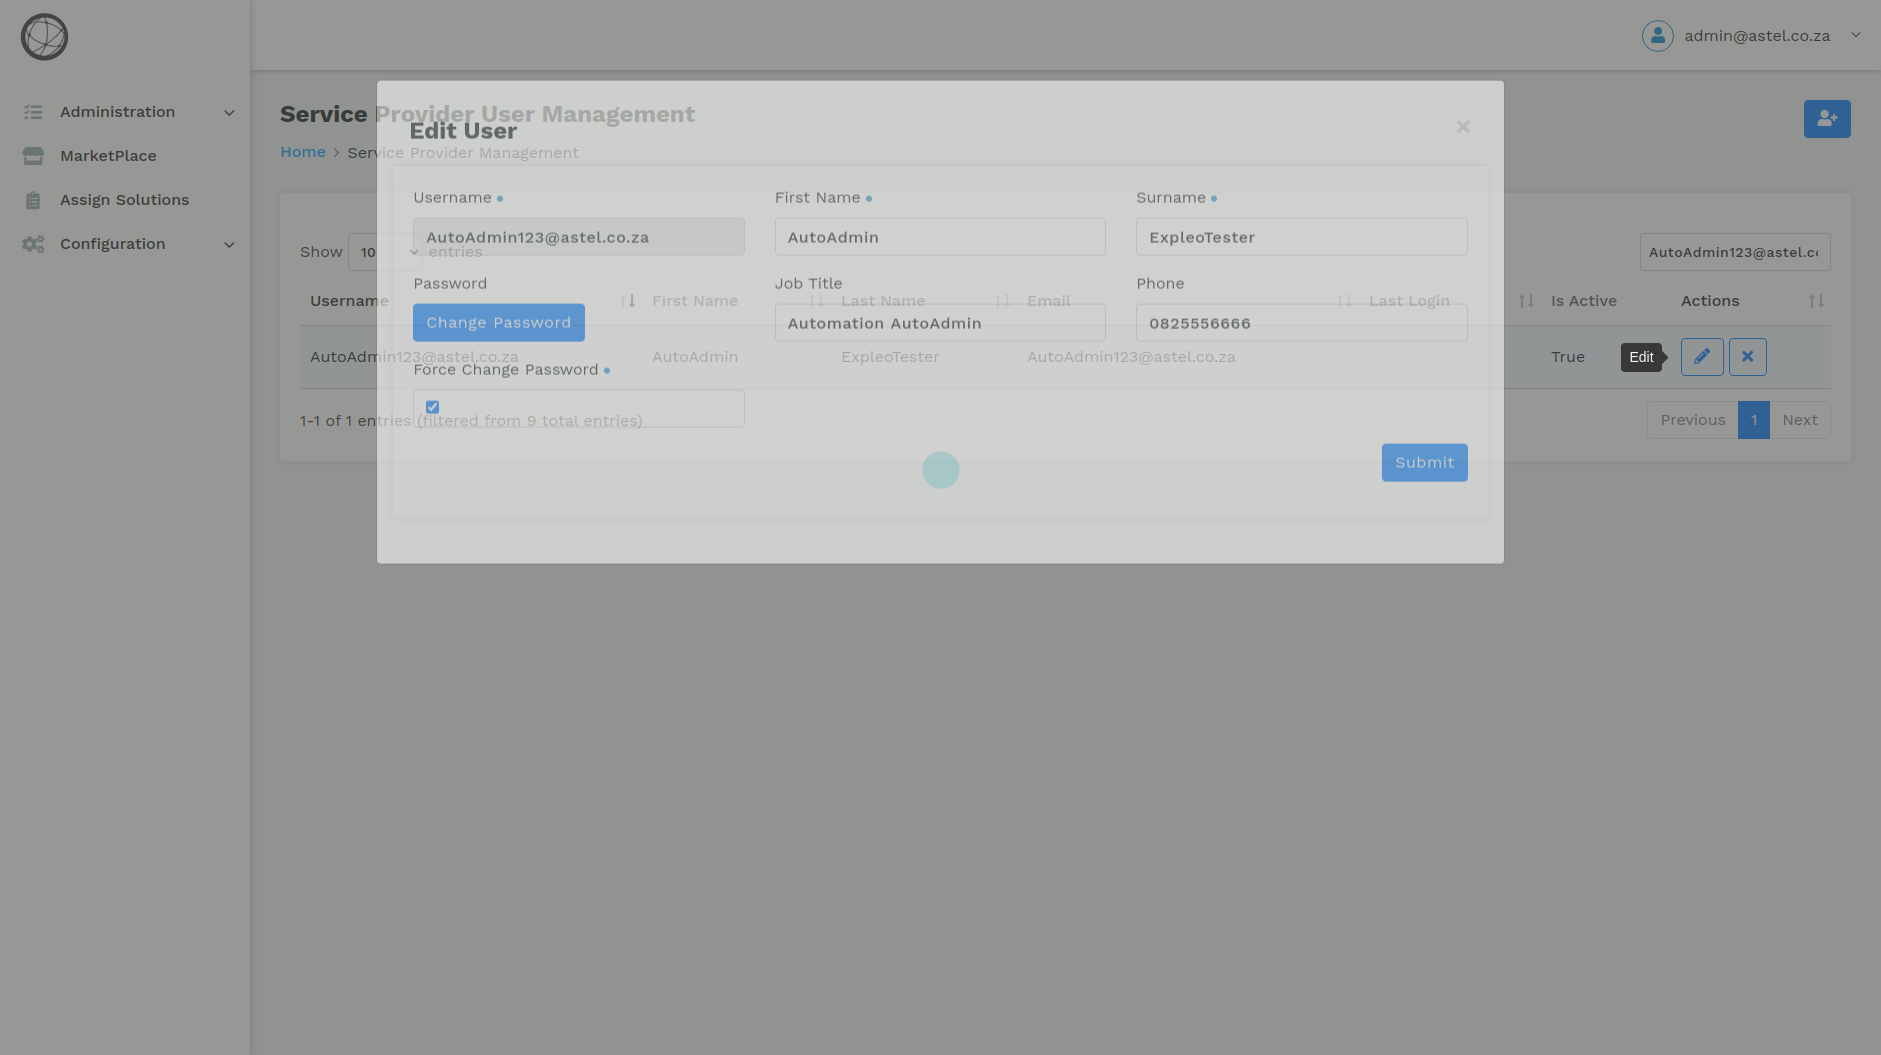 admin@astel.co.za
Administration
MarketPlace
Assign Solutions
Configuration
Service Provider User Management
Home > Service Provider Management
Edit User
×
Username
First Name
Surname
AutoAdmin123@astel.co.za
AutoAdmin
ExpleoTester
Password
Job Title
Phone
Change Password
Automation AutoAdmin
0825556666
Force Change Password
Submit
Show 10 entries
AutoAdmin123@astel.c
Username First Name Last Name Email Last Login Is Active Actions
AutoAdmin123@astel.co.za AutoAdmin ExpleoTester AutoAdmin123@astel.co.za True Edit
1-1 of 1 entries (filtered from 9 total entries)
Previous 1 Next